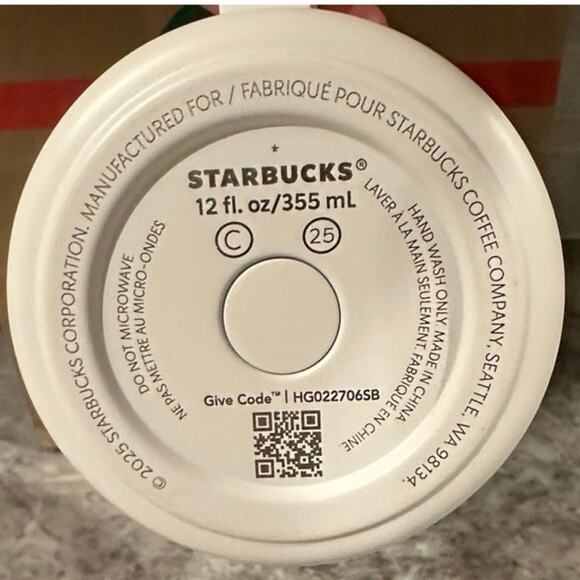 © 2025 STARBUCKS CORPORATION. MANUFACTURED FOR / FABRIQUÉ POUR STARBUCKS COFFEE COMPANY, SEATTLE, WA 98134.
STARBUCKS®
12 fl. oz/355 mL
C 25
DO NOT MICROWAVE
NE PAS METTRE AU MICRO-ONDES
HAND WASH ONLY. MADE IN CHINA
LAVER À LA MAIN SEULEMENT. FABRIQUÉ EN CHINE
Give Code™ | HG022706SB